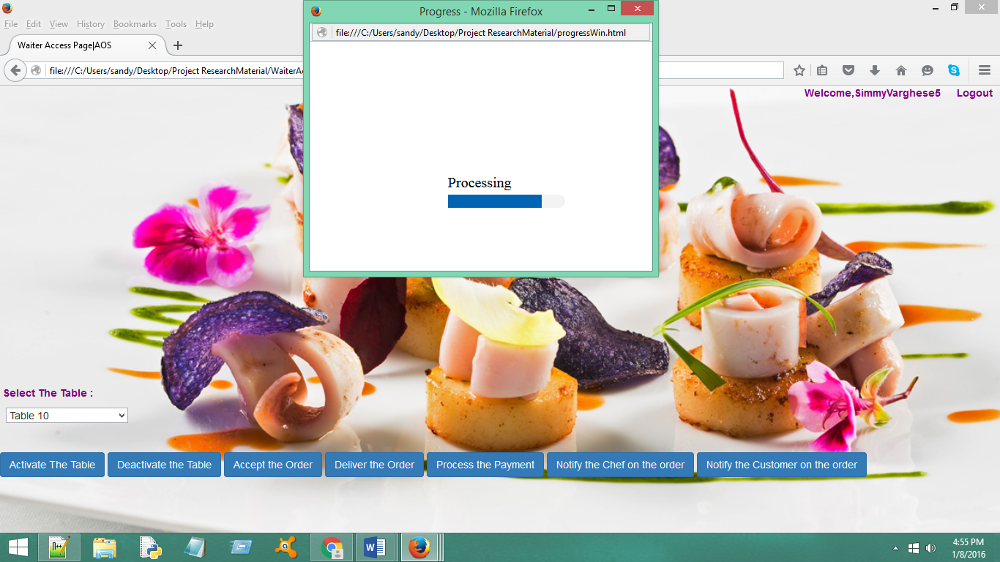 Progress - Mozilla Firefox
file:///C:/Users/sandy/Desktop/Project ResearchMaterial/progressWin.html
File Edit View History Bookmarks Tools Help
Waiter Access Page|AOS
file:///C:/Users/sandy/Desktop/Project ResearchMaterial/WaiterAc
Welcome,SimmyVarghese5 Logout
Processing
Select The Table :
Table 10
Activate The Table Deactivate the Table Accept the Order Deliver the Order Process the Payment Notify the Chef on the order Notify the Customer on the order
4:55 PM
1/8/2016